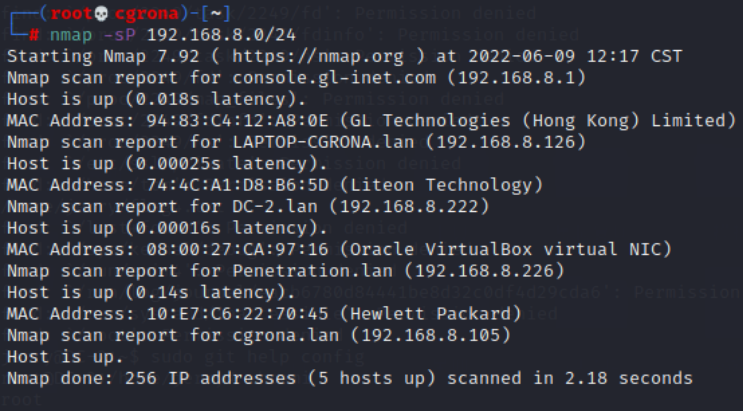 (root💀cgrona)-[~]
# nmap -sP 192.168.8.0/24
Starting Nmap 7.92 ( https://nmap.org ) at 2022-06-09 12:17 CST
Nmap scan report for console.gl-inet.com (192.168.8.1)
Host is up (0.018s latency).
MAC Address: 94:83:C4:12:A8:0E (GL Technologies (Hong Kong) Limited)
Nmap scan report for LAPTOP-CGRONA.lan (192.168.8.126)
Host is up (0.00025s latency).
MAC Address: 74:4C:A1:D8:B6:5D (Liteon Technology)
Nmap scan report for DC-2.lan (192.168.8.222)
Host is up (0.00016s latency).
MAC Address: 08:00:27:CA:97:16 (Oracle VirtualBox virtual NIC)
Nmap scan report for Penetration.lan (192.168.8.226)
Host is up (0.14s latency).
MAC Address: 10:E7:C6:22:70:45 (Hewlett Packard)
Nmap scan report for cgrona.lan (192.168.8.105)
Host is up.
Nmap done: 256 IP addresses (5 hosts up) scanned in 2.18 seconds